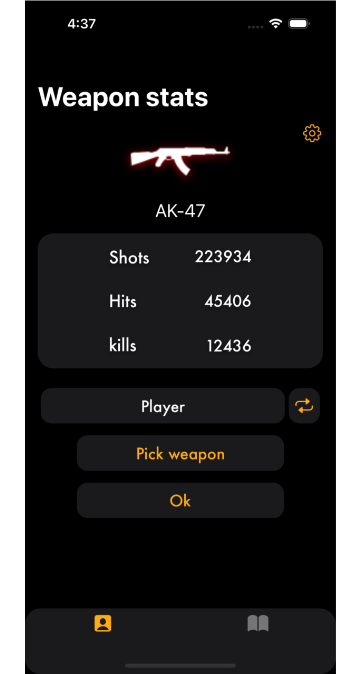 4:37
Weapon stats
AK-47
Shots 223934
Hits 45406
kills 12436
Player
Pick weapon
Ok